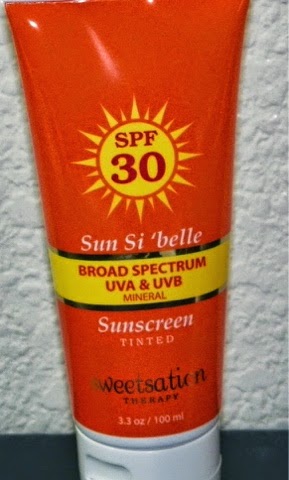 SPF
30
Sun Si 'belle
BROAD SPECTRUM
UVA & UVB
MINERAL
Sunscreen
TINTED
Sweetsation
THERAPY
3.3 oz / 100 ml